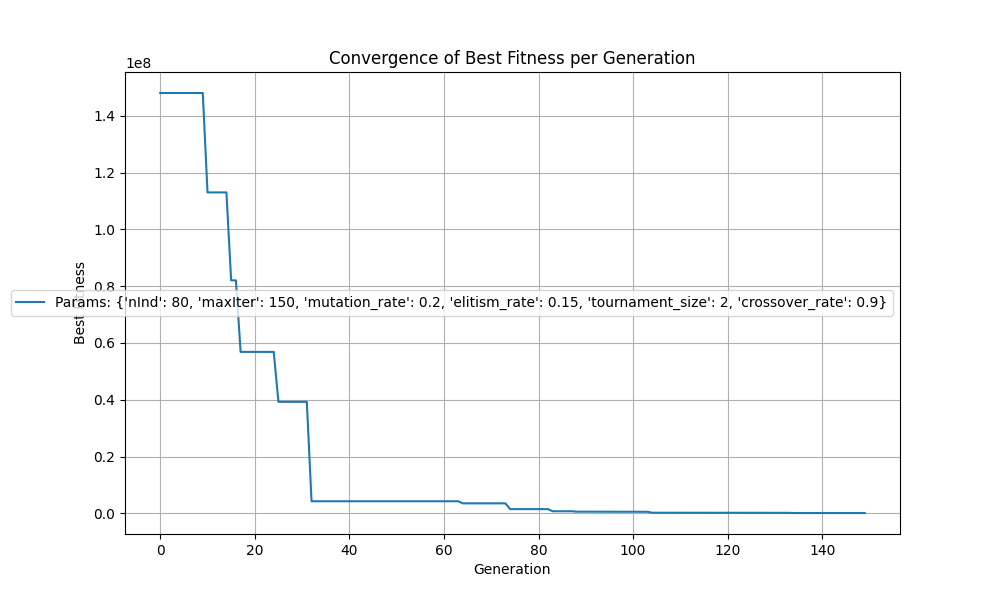 Convergence of Best Fitness per Generation
1e8
1.4
1.2
1.0
0.8
Params: {'nInd': 80, 'maxIter': 150, 'mutation_rate': 0.2, 'elitism_rate': 0.15, 'tournament_size': 2, 'crossover_rate': 0.9}
0.6
0.4
0.2
0.0
Best
0 20 40 60 80 100 120 140
Generation